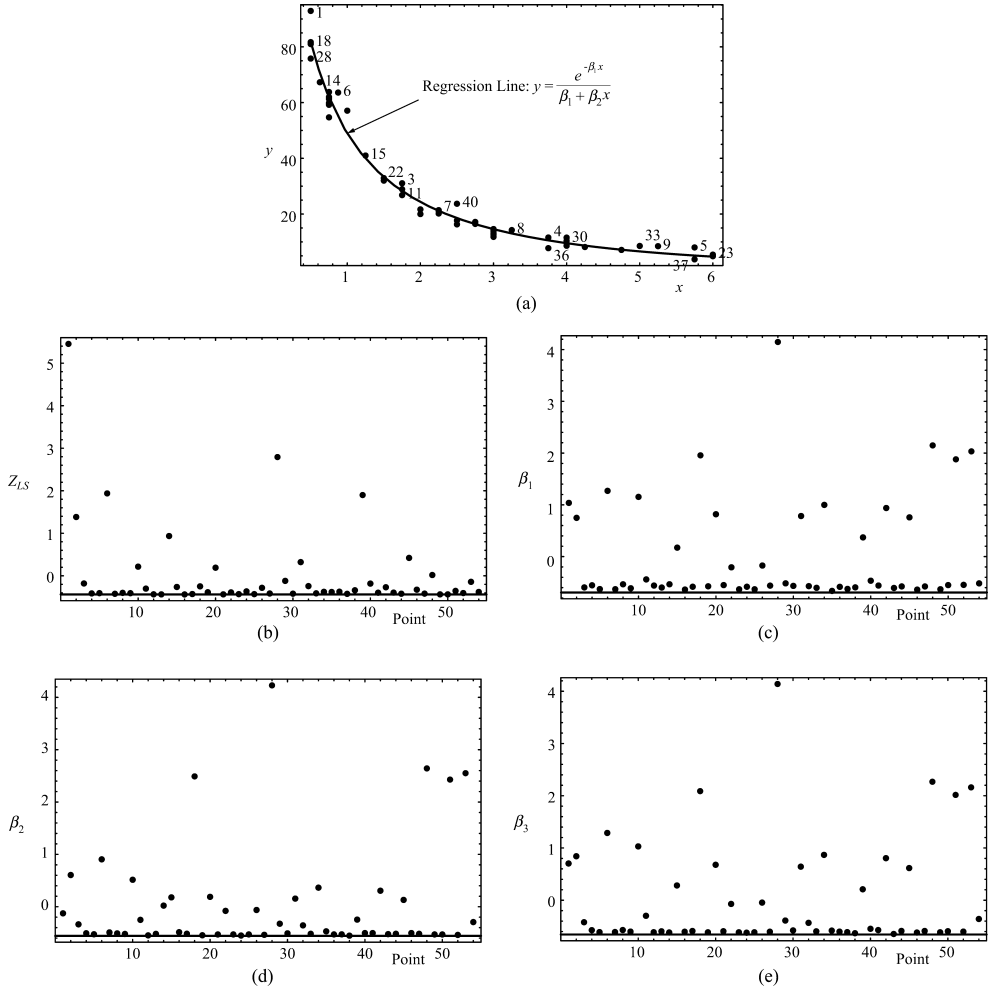 80
60
40
20
y
1
18
28
14
6
Regression Line: y = e^{-β₁x} / (β₁ + β₂x)
15
22
3
11
7
40
8
4
30
36
33
9
5
23
37
1 2 3 4 5 6
x
(a)
5
4
3
2
1
0
Z_{LS}
10 20 30 40 50
Point
(b)
4
3
2
1
0
β₁
10 20 30 40 50
Point
(c)
4
3
2
1
0
β₂
10 20 30 40 50
Point
(d)
4
3
2
1
0
β₃
10 20 30 40 50
Point
(e)